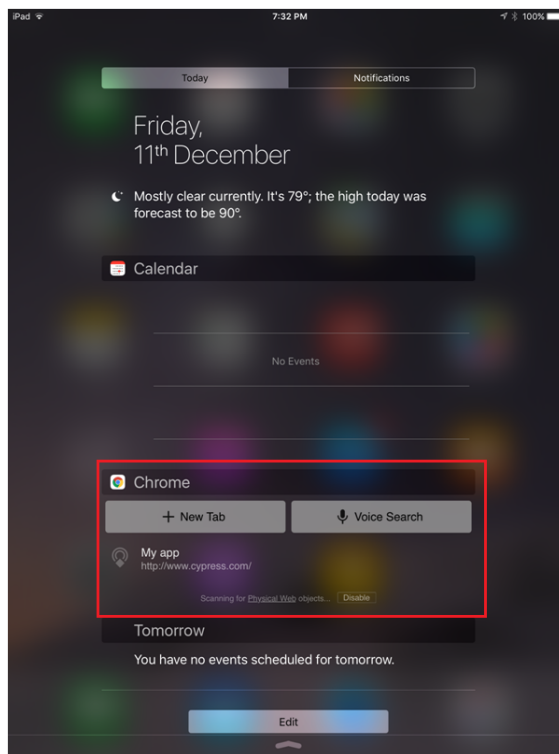 iPad 7:32 PM 100%
Today Notifications
Friday,
11th December
Mostly clear currently. It's 79°; the high today was
forecast to be 90°.
Calendar
No Events
Chrome
+ New Tab Voice Search
My app
http://www.cypress.com/
Scanning for Physical Web objects... Disable
Tomorrow
You have no events scheduled for tomorrow.
Edit